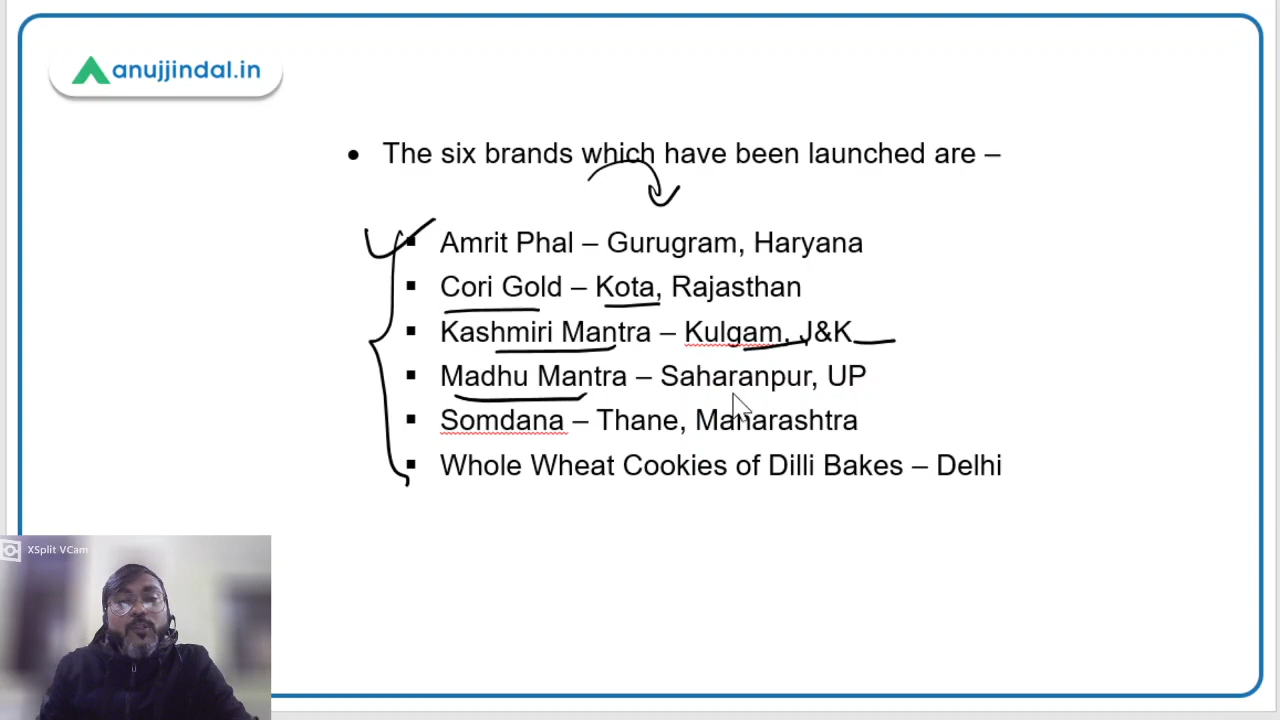 anujjindal.in
• The six brands which have been launched are –
▪ Amrit Phal – Gurugram, Haryana
▪ Cori Gold – Kota, Rajasthan
▪ Kashmiri Mantra – Kulgam, J&K
▪ Madhu Mantra – Saharanpur, UP
▪ Somdana – Thane, Maharashtra
▪ Whole Wheat Cookies of Dilli Bakes – Delhi
XSplit VCam